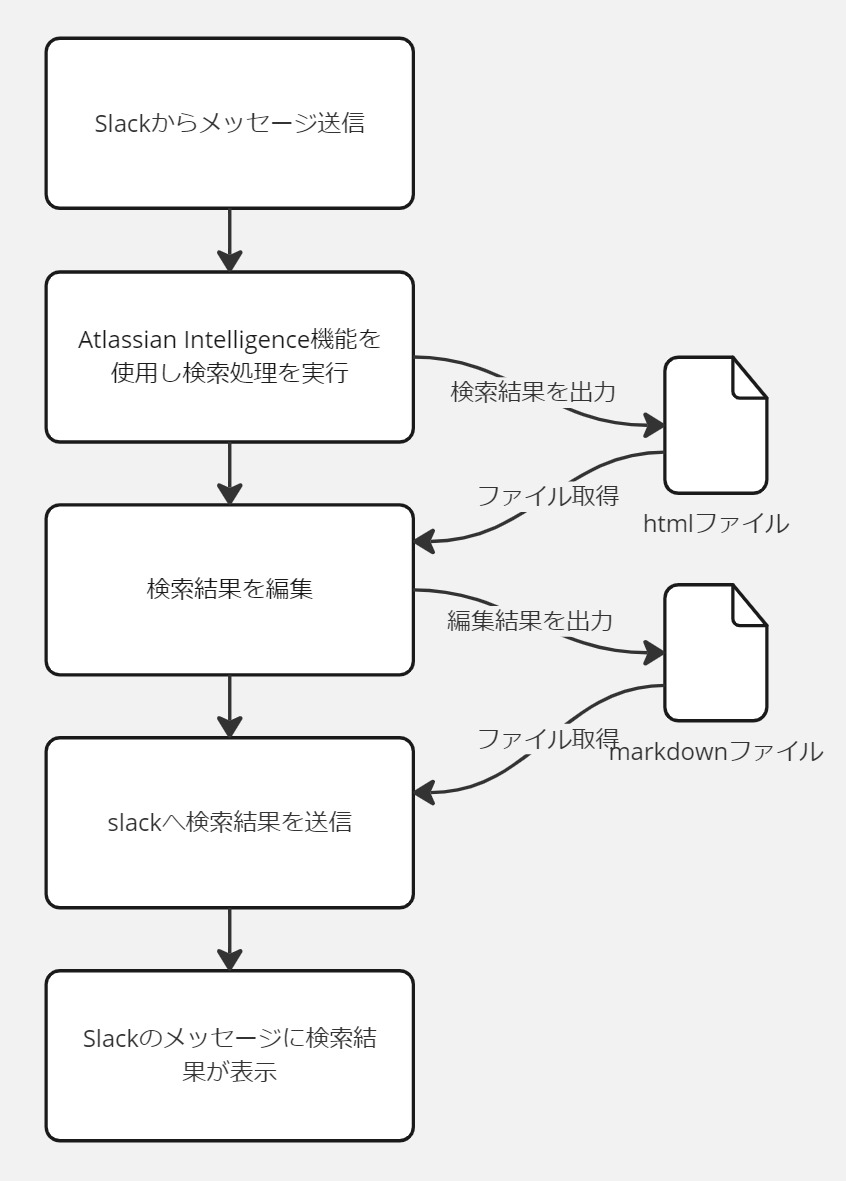 Slackからメッセージ送信
Atlassian Intelligence機能を
使用し検索処理を実行
検索結果を出力
ファイル取得
htmlファイル
検索結果を編集
編集結果を出力
ファイル取得
markdownファイル
slackへ検索結果を送信
Slackのメッセージに検索結
果が表示